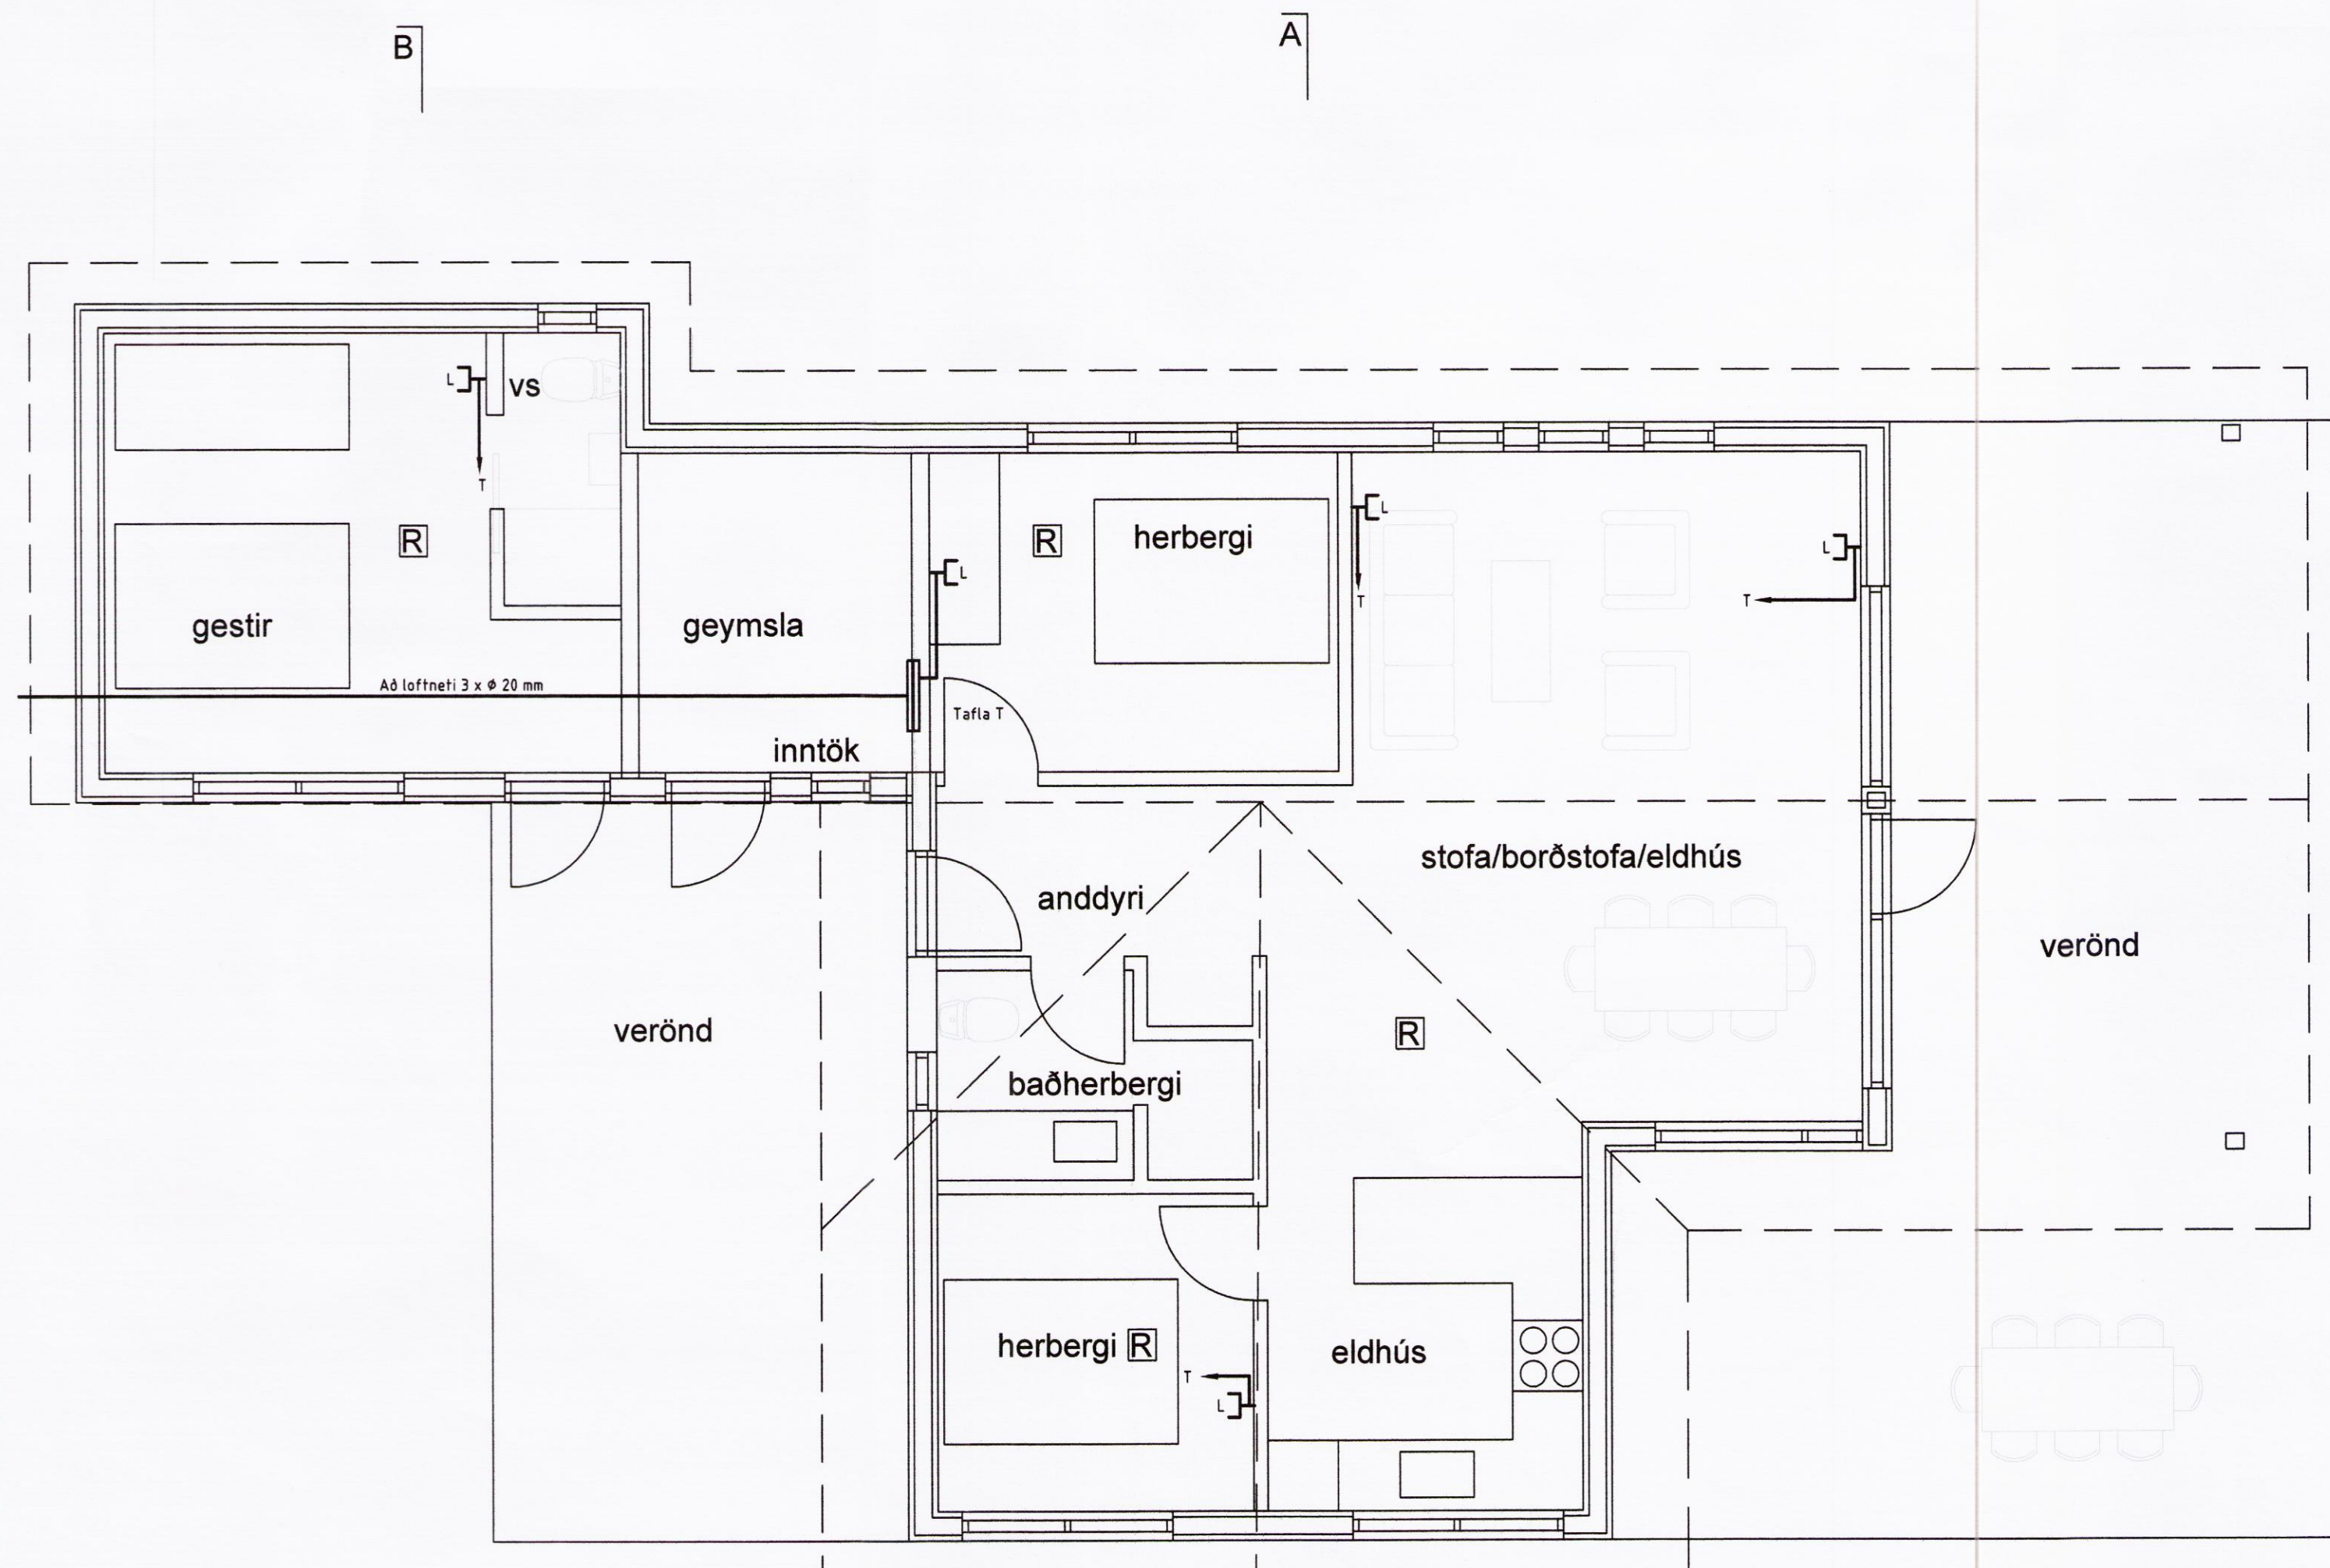 B
A
L
vs
T
R
gestir
geymsla
Að loftneti 3 x ø 20 mm
inntök
R
herbergi
L
Tafla T
L
T
L
T
stofa/borðstofa/eldhús
anddyri
verönd
verönd
R
baðherbergi
herbergi R
T
L
eldhús